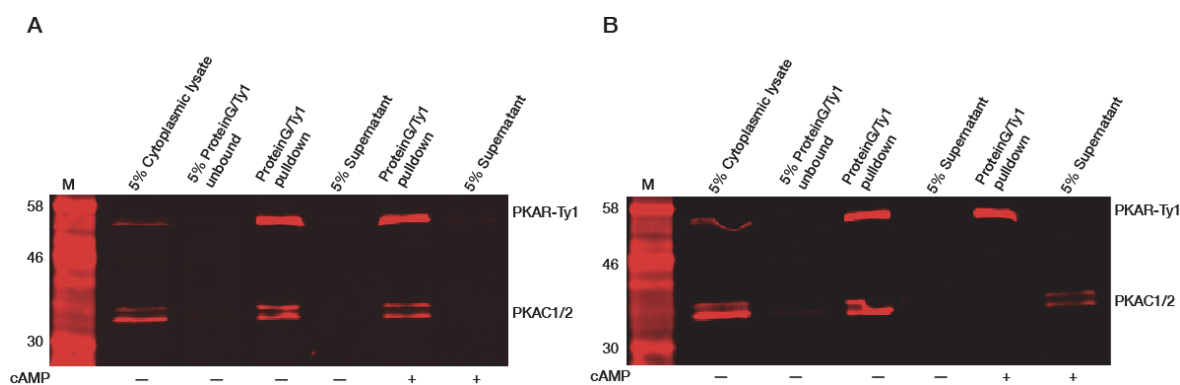 A
5% Cytoplasmic lysate
5% ProteinG/Ty1
unbound
ProteinG/Ty1
pulldown
5% Supernatant
ProteinG/Ty1
pulldown
5% Supernatant
M
58
46
30
PKAR-Ty1
PKAC1/2
cAMP — — — — + +
B
5% Cytoplasmic lysate
5% ProteinG/Ty1
unbound
ProteinG/Ty1
pulldown
5% Supernatant
ProteinG/Ty1
pulldown
5% Supernatant
M
58
46
30
PKAR-Ty1
PKAC1/2
cAMP — — — — + +